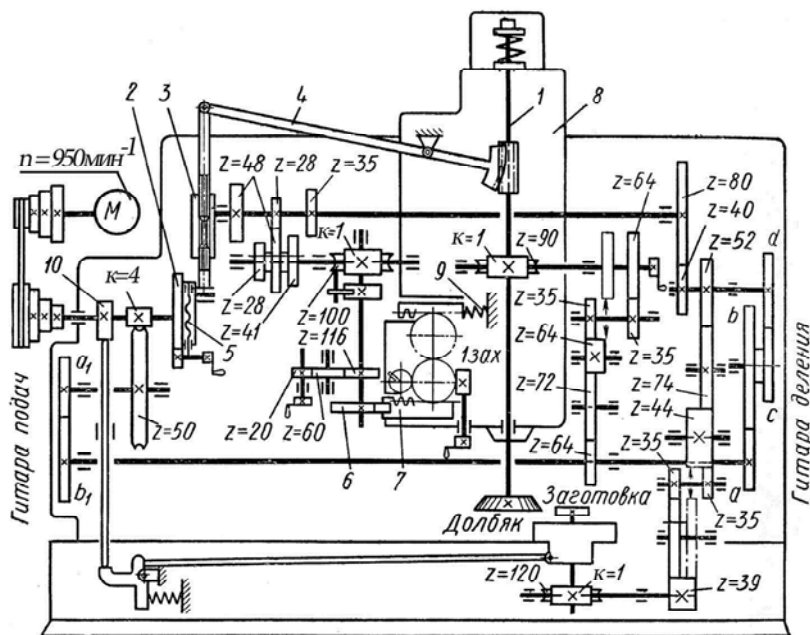 1
2
3
4
8
n=950мин⁻¹
М
z=48
z=28
z=35
z=64
z=80
z=40
z=52
10
к=4
к=1
к=1
z=90
d
b
9
z=28
z=41
z=100
z=116
5
z=35
z=64
1зах
z=35
a₁
z=72
z=74
z=44
c
z=50
z=20
z=60
6
7
z=64
z=35
a
b₁
Заготовка
Долбяк
z=35
z=120
к=1
z=39
Гитара подач
Гитара деления